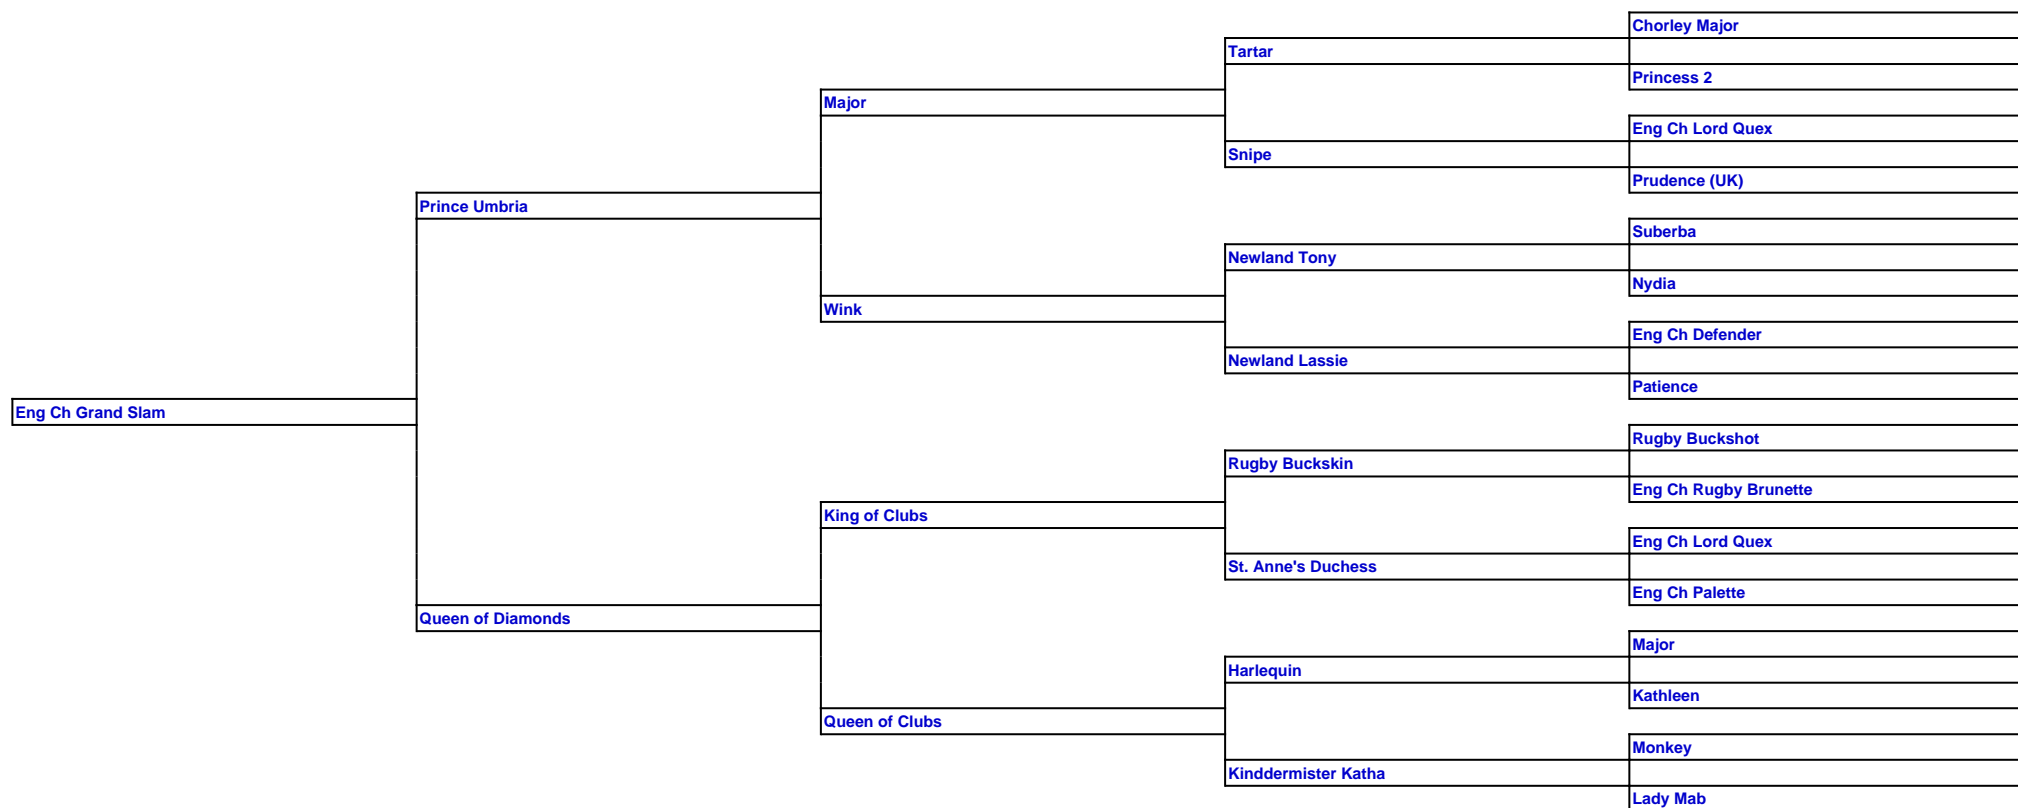 Chorley Major
Tartar
Princess 2
Major
Eng Ch Lord Quex
Snipe
Prudence (UK)
Prince Umbria
Suberba
Newland Tony
Nydia
Wink
Eng Ch Defender
Newland Lassie
Patience
Eng Ch Grand Slam
Rugby Buckshot
Rugby Buckskin
Eng Ch Rugby Brunette
King of Clubs
Eng Ch Lord Quex
St. Anne's Duchess
Eng Ch Palette
Queen of Diamonds
Major
Harlequin
Kathleen
Queen of Clubs
Monkey
Kinddermister Katha
Lady Mab